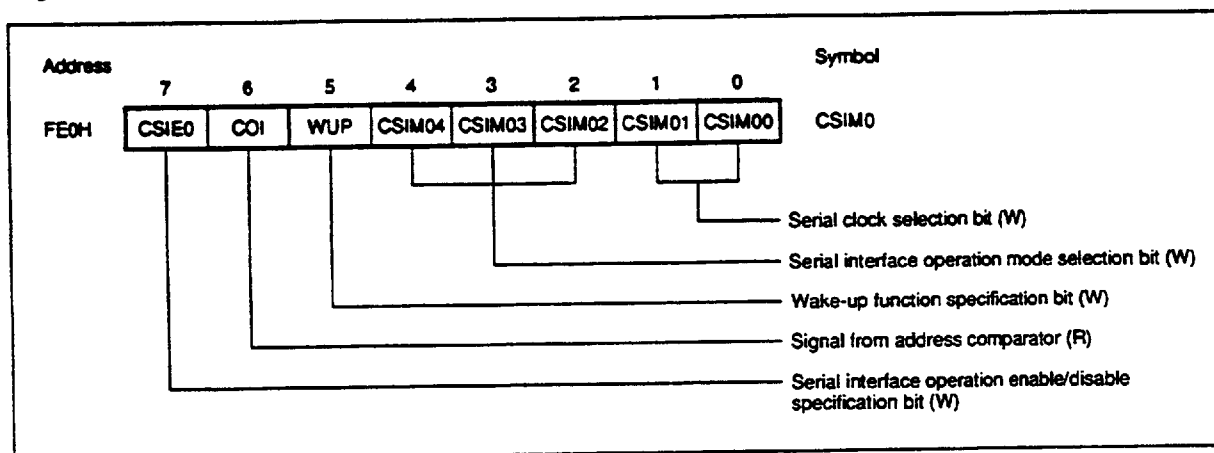 Address
Symbol
7 6 5 4 3 2 1 0
FE0H CSIE0 COI WUP CSIM04 CSIM03 CSIM02 CSIM01 CSIM00 CSIM0
Serial clock selection bit (W)
Serial interface operation mode selection bit (W)
Wake-up function specification bit (W)
Signal from address comparator (R)
Serial interface operation enable/disable
specification bit (W)